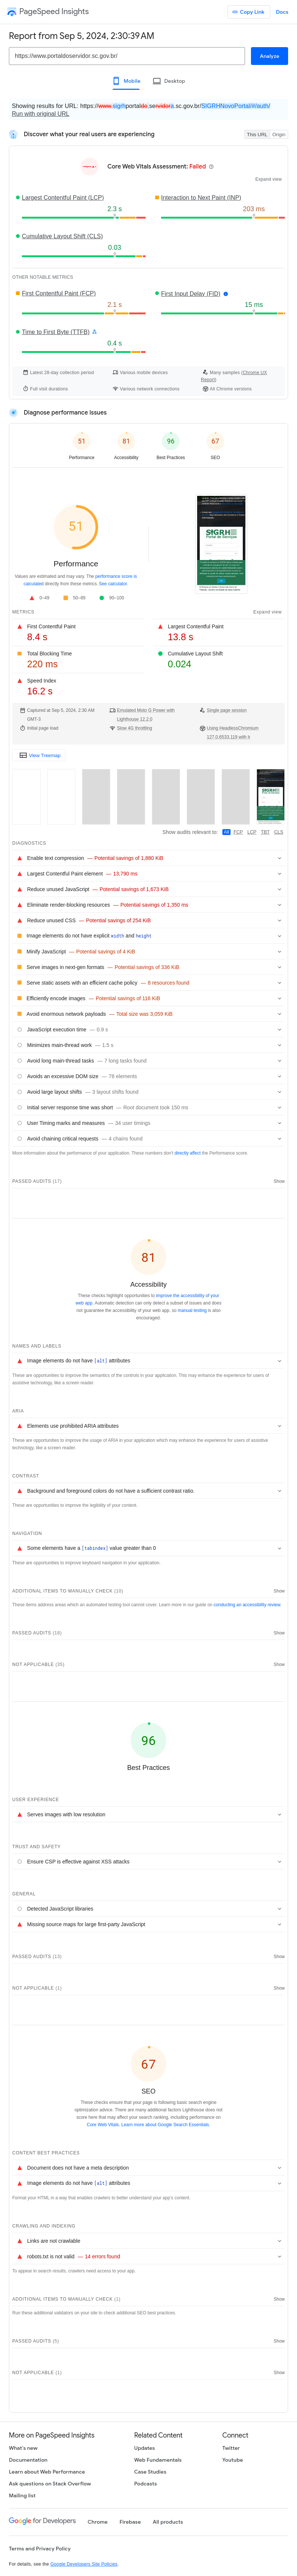 PageSpeed Insights
Copy Link
Docs
Report from Sep 5, 2024, 2:30:39 AM
https://www.portaldoservidor.sc.gov.br/
Analyze
Mobile
Desktop
Showing results for URL: https://www.sigrhportaldo.servidora.sc.gov.br/SIGRHNovoPortal/#/auth/
Run with original URL
Discover what your real users are experiencing
This URL
Origin
Core Web Vitals Assessment: Failed
Expand view
Largest Contentful Paint (LCP)
2.3 s
Interaction to Next Paint (INP)
203 ms
Cumulative Layout Shift (CLS)
0.03
OTHER NOTABLE METRICS
First Contentful Paint (FCP)
2.1 s
First Input Delay (FID)
15 ms
Time to First Byte (TTFB)
0.4 s
Latest 28-day collection period
Various mobile devices
Many samples (Chrome UX Report)
Full visit durations
Various network connections
All Chrome versions
Diagnose performance issues
51
81
96
67
Performance
Accessibility
Best Practices
SEO
51
Performance
Values are estimated and may vary. The performance score is
calculated directly from these metrics. See calculator.
0–49
50–89
90–100
SIGRH
Portal de Serviços
METRICS
Expand view
First Contentful Paint
8.4 s
Largest Contentful Paint
13.8 s
Total Blocking Time
220 ms
Cumulative Layout Shift
0.024
Speed Index
16.2 s
Captured at Sep 5, 2024, 2:30 AM
GMT-3
Emulated Moto G Power with
Lighthouse 12.2.0
Single page session
Initial page load
Slow 4G throttling
Using HeadlessChromium
127.0.6533.119 with lr
View Treemap
Show audits relevant to:
All
FCP
LCP
TBT
CLS
DIAGNOSTICS
Enable text compression — Potential savings of 1,880 KiB
Largest Contentful Paint element — 13,790 ms
Reduce unused JavaScript — Potential savings of 1,673 KiB
Eliminate render-blocking resources — Potential savings of 1,350 ms
Reduce unused CSS — Potential savings of 254 KiB
Image elements do not have explicit width and height
Minify JavaScript — Potential savings of 4 KiB
Serve images in next-gen formats — Potential savings of 336 KiB
Serve static assets with an efficient cache policy — 8 resources found
Efficiently encode images — Potential savings of 116 KiB
Avoid enormous network payloads — Total size was 3,059 KiB
JavaScript execution time — 0.9 s
Minimizes main-thread work — 1.5 s
Avoid long main-thread tasks — 7 long tasks found
Avoids an excessive DOM size — 76 elements
Avoid large layout shifts — 3 layout shifts found
Initial server response time was short — Root document took 150 ms
User Timing marks and measures — 34 user timings
Avoid chaining critical requests — 4 chains found
More information about the performance of your application. These numbers don't directly affect the Performance score.
PASSED AUDITS (17)
Show
81
Accessibility
These checks highlight opportunities to improve the accessibility of your
web app. Automatic detection can only detect a subset of issues and does
not guarantee the accessibility of your web app, so manual testing is also
encouraged.
NAMES AND LABELS
Image elements do not have [alt] attributes
These are opportunities to improve the semantics of the controls in your application. This may enhance the experience for users of
assistive technology, like a screen reader.
ARIA
Elements use prohibited ARIA attributes
These are opportunities to improve the usage of ARIA in your application which may enhance the experience for users of assistive
technology, like a screen reader.
CONTRAST
Background and foreground colors do not have a sufficient contrast ratio.
These are opportunities to improve the legibility of your content.
NAVIGATION
Some elements have a [tabindex] value greater than 0
These are opportunities to improve keyboard navigation in your application.
ADDITIONAL ITEMS TO MANUALLY CHECK (10)
Show
These items address areas which an automated testing tool cannot cover. Learn more in our guide on conducting an accessibility review.
PASSED AUDITS (18)
Show
NOT APPLICABLE (35)
Show
96
Best Practices
USER EXPERIENCE
Serves images with low resolution
TRUST AND SAFETY
Ensure CSP is effective against XSS attacks
GENERAL
Detected JavaScript libraries
Missing source maps for large first-party JavaScript
PASSED AUDITS (13)
Show
NOT APPLICABLE (1)
Show
67
SEO
These checks ensure that your page is following basic search engine
optimization advice. There are many additional factors Lighthouse does not
score here that may affect your search ranking, including performance on
Core Web Vitals. Learn more about Google Search Essentials.
CONTENT BEST PRACTICES
Document does not have a meta description
Image elements do not have [alt] attributes
Format your HTML in a way that enables crawlers to better understand your app's content.
CRAWLING AND INDEXING
Links are not crawlable
robots.txt is not valid — 14 errors found
To appear in search results, crawlers need access to your app.
ADDITIONAL ITEMS TO MANUALLY CHECK (1)
Show
Run these additional validators on your site to check additional SEO best practices.
PASSED AUDITS (5)
Show
NOT APPLICABLE (1)
Show
More on PageSpeed Insights
What's new
Documentation
Learn about Web Performance
Ask questions on Stack Overflow
Mailing list
Related Content
Updates
Web Fundamentals
Case Studies
Podcasts
Connect
Twitter
Youtube
Google for Developers
Chrome
Firebase
All products
Terms and Privacy Policy
For details, see the Google Developers Site Policies.